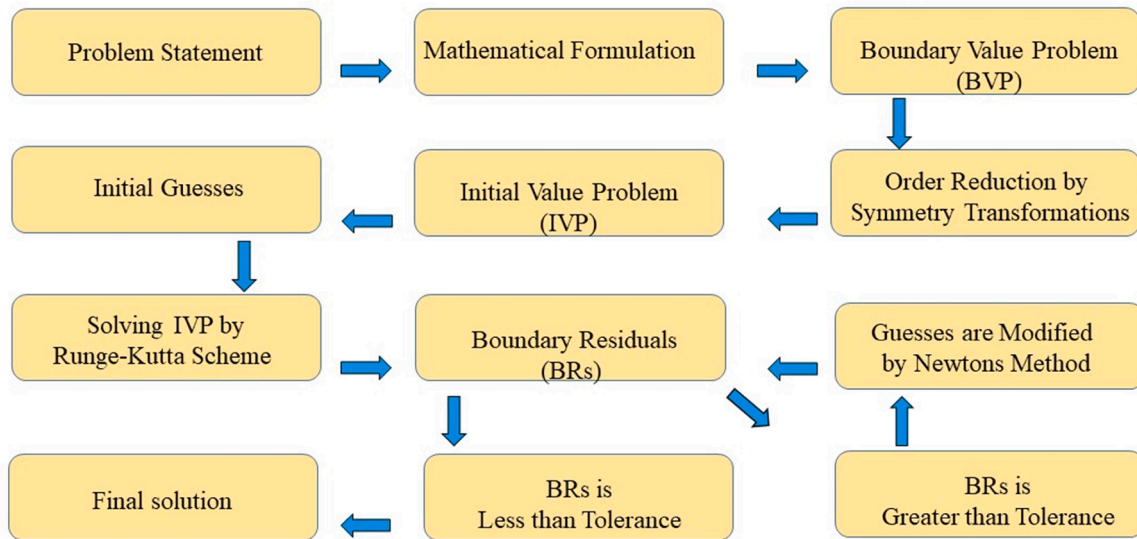 Problem Statement
Mathematical Formulation
Boundary Value Problem
(BVP)
Initial Guesses
Initial Value Problem
(IVP)
Order Reduction by
Symmetry Transformations
Solving IVP by
Runge-Kutta Scheme
Boundary Residuals
(BRs)
Guesses are Modified
by Newtons Method
Final solution
BRs is
Less than Tolerance
BRs is
Greater than Tolerance